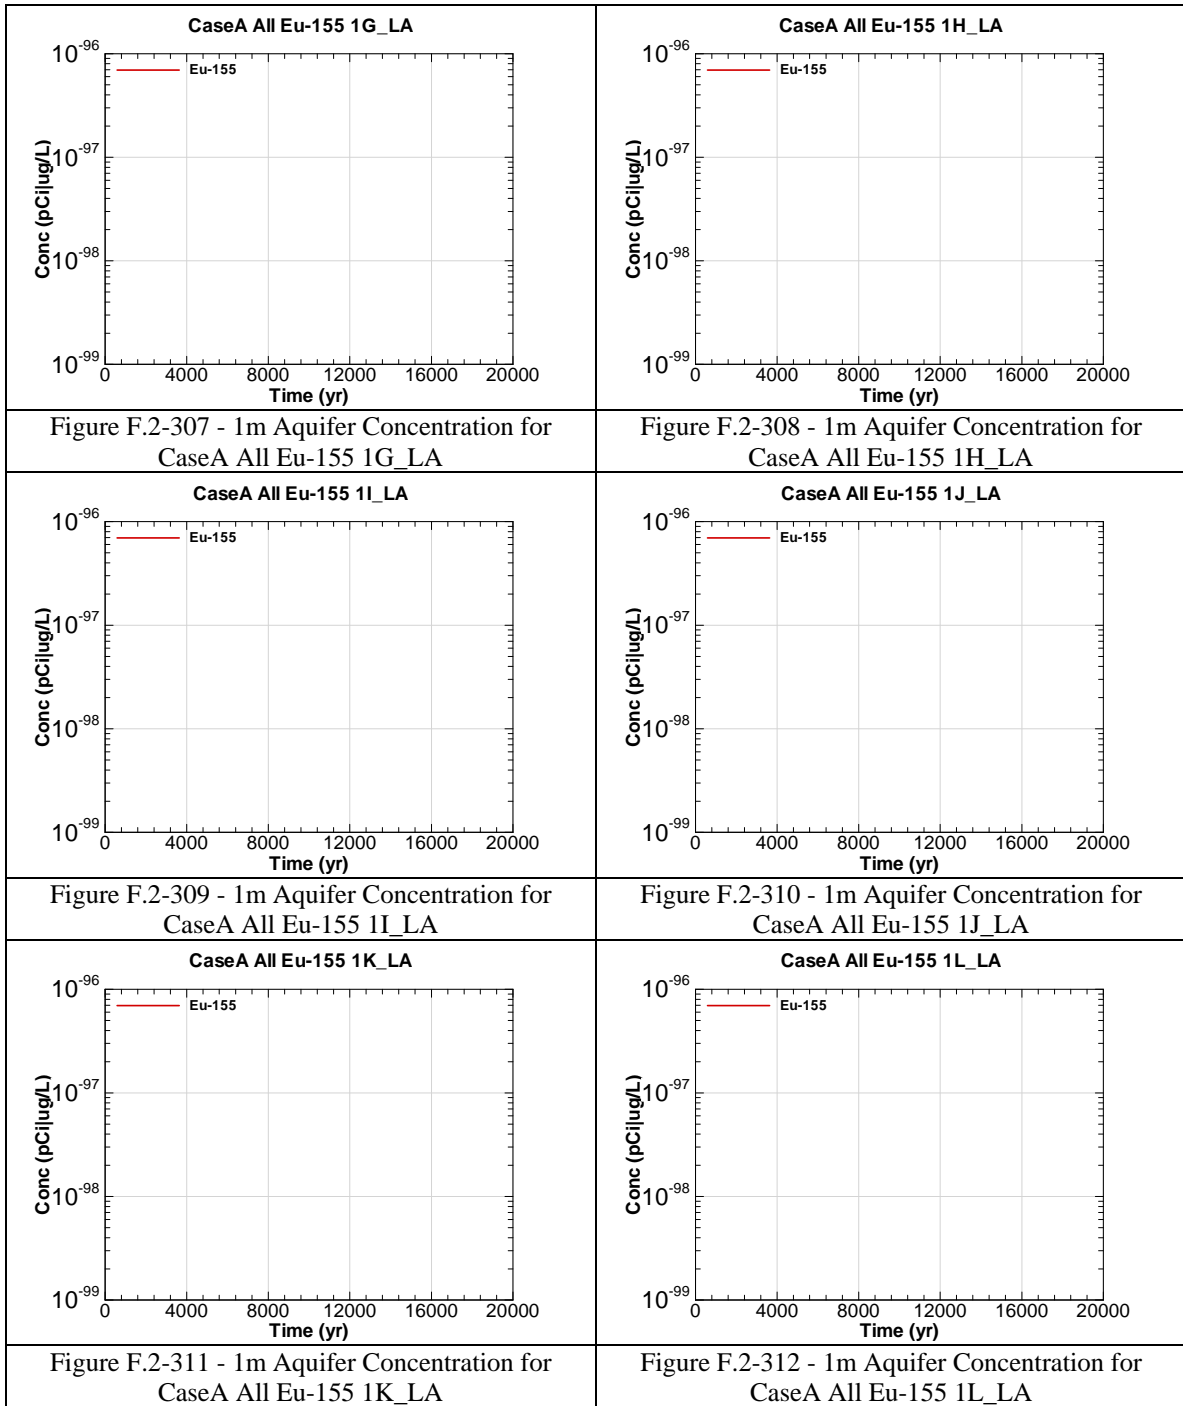 CaseA All Eu-155 1G_LA
10-96
Eu-155
10-97
Conc (pCi|ug/L)
10-98
10-99
0 4000 8000 12000 16000 20000
Time (yr)
Figure F.2-307 - 1m Aquifer Concentration for
CaseA All Eu-155 1G_LA
CaseA All Eu-155 1H_LA
10-96
Eu-155
10-97
Conc (pCi|ug/L)
10-98
10-99
0 4000 8000 12000 16000 20000
Time (yr)
Figure F.2-308 - 1m Aquifer Concentration for
CaseA All Eu-155 1H_LA
CaseA All Eu-155 1I_LA
10-96
Eu-155
10-97
Conc (pCi|ug/L)
10-98
10-99
0 4000 8000 12000 16000 20000
Time (yr)
Figure F.2-309 - 1m Aquifer Concentration for
CaseA All Eu-155 1I_LA
CaseA All Eu-155 1J_LA
10-96
Eu-155
10-97
Conc (pCi|ug/L)
10-98
10-99
0 4000 8000 12000 16000 20000
Time (yr)
Figure F.2-310 - 1m Aquifer Concentration for
CaseA All Eu-155 1J_LA
CaseA All Eu-155 1K_LA
10-96
Eu-155
10-97
Conc (pCi|ug/L)
10-98
10-99
0 4000 8000 12000 16000 20000
Time (yr)
Figure F.2-311 - 1m Aquifer Concentration for
CaseA All Eu-155 1K_LA
CaseA All Eu-155 1L_LA
10-96
Eu-155
10-97
Conc (pCi|ug/L)
10-98
10-99
0 4000 8000 12000 16000 20000
Time (yr)
Figure F.2-312 - 1m Aquifer Concentration for
CaseA All Eu-155 1L_LA